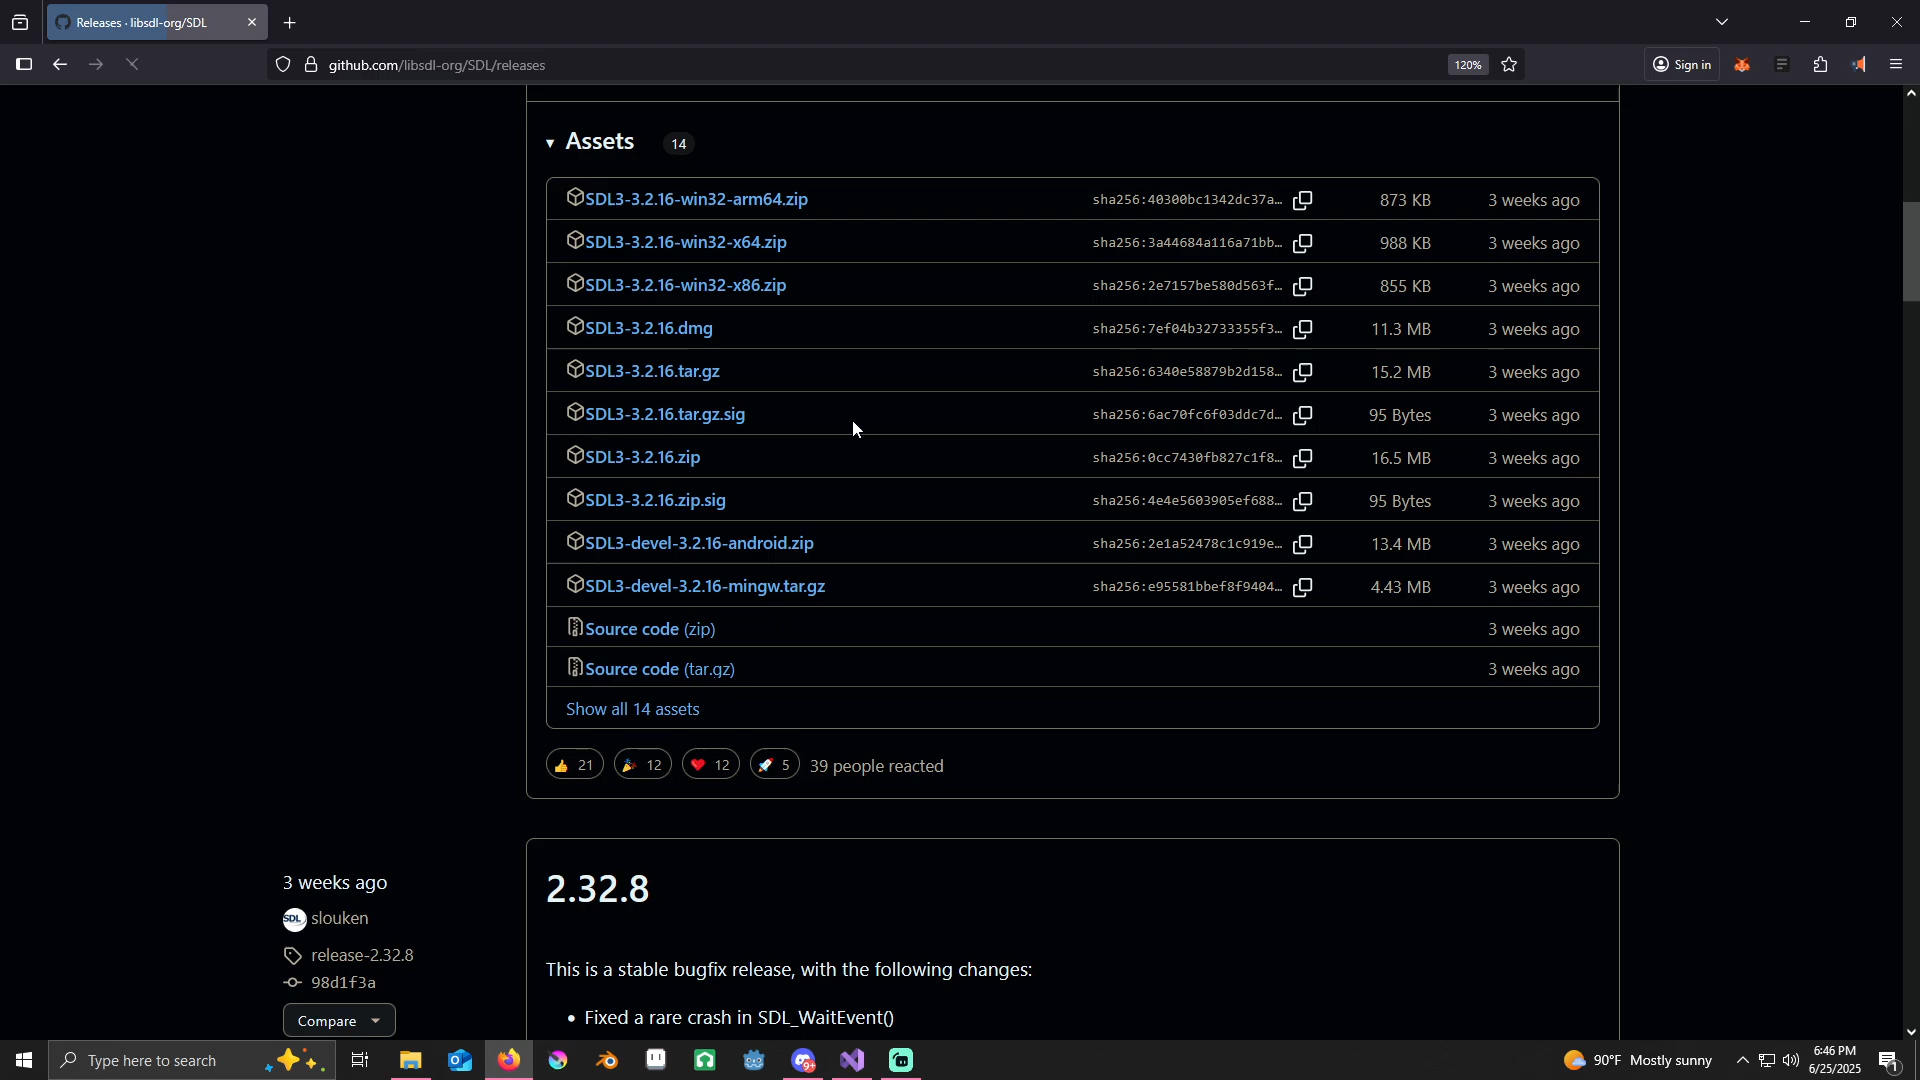 Releases · libsdl-org/SDL
github.com/libsdl-org/SDL/releases
120%
Sign in
Assets 14
SDL3-3.2.16-win32-arm64.zip sha256:40300bc1342dc37a… 873 KB 3 weeks ago
SDL3-3.2.16-win32-x64.zip sha256:3a44684a116a71bb… 988 KB 3 weeks ago
SDL3-3.2.16-win32-x86.zip sha256:2e7157be580d563f… 855 KB 3 weeks ago
SDL3-3.2.16.dmg sha256:7ef04b32733355f3… 11.3 MB 3 weeks ago
SDL3-3.2.16.tar.gz sha256:6340e58879b2d158… 15.2 MB 3 weeks ago
SDL3-3.2.16.tar.gz.sig sha256:6ac70fc6f03ddc7d… 95 Bytes 3 weeks ago
SDL3-3.2.16.zip sha256:0cc7430fb827c1f8… 16.5 MB 3 weeks ago
SDL3-3.2.16.zip.sig sha256:4e4e5603905ef688… 95 Bytes 3 weeks ago
SDL3-devel-3.2.16-android.zip sha256:2e1a52478c1c919e… 13.4 MB 3 weeks ago
SDL3-devel-3.2.16-mingw.tar.gz sha256:e95581bbef8f9404… 4.43 MB 3 weeks ago
Source code (zip) 3 weeks ago
Source code (tar.gz) 3 weeks ago
Show all 14 assets
👍 21 🎉 12 ❤️ 12 🚀 5 39 people reacted
3 weeks ago
SDL slouken
release-2.32.8
98d1f3a
Compare
2.32.8
This is a stable bugfix release, with the following changes:
• Fixed a rare crash in SDL_WaitEvent()
Type here to search
9+
90°F Mostly sunny
6:46 PM
6/25/2025
1